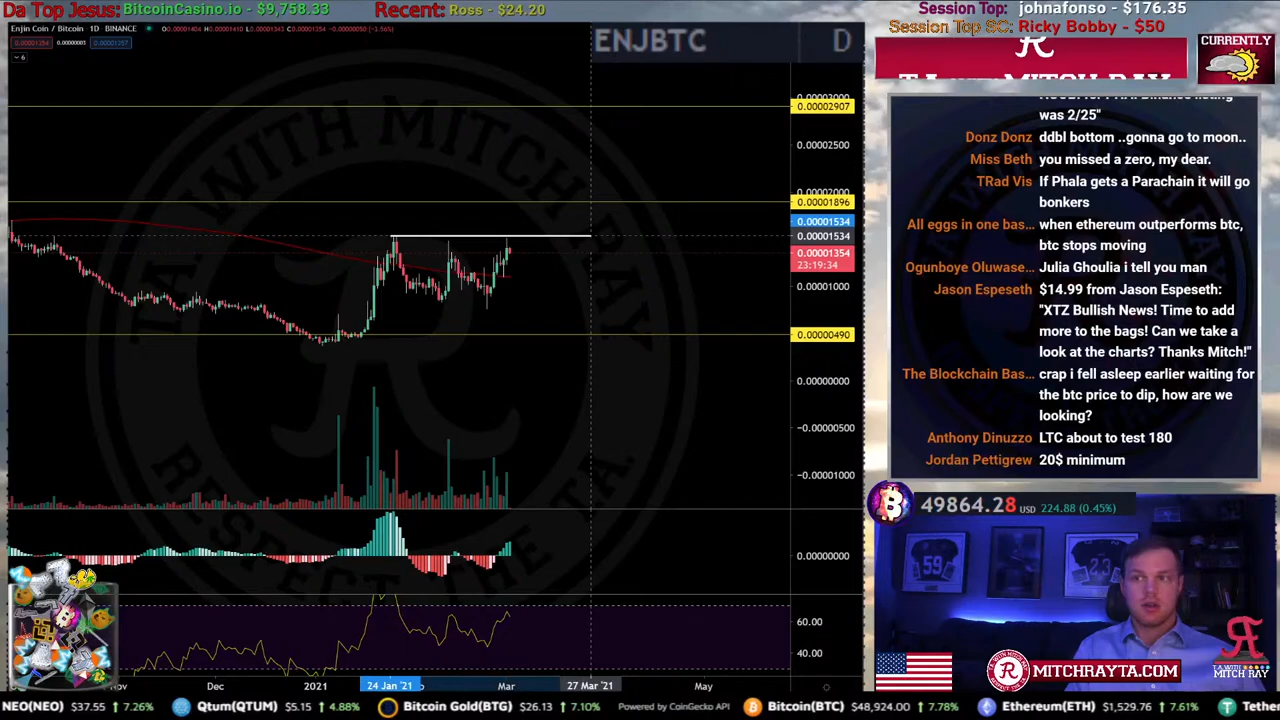 Da Top Jesus: BitcoinCasino.io - $9,758.33
Recent: Ross - $24.20
Session Top: johnafonso - $176.35
Session Top SC: Ricky Bobby - $50
Enjin Coin / Bitcoin 1D BINANCE
ENJBTC D
CURRENTLY
T.A. WITH MITCH RAY
was 2/25"
Donz Donz ddbl bottom ..gonna go to moon..
Miss Beth you missed a zero, my dear.
TRad Vis If Phala gets a Parachain it will go
bonkers
All eggs in one bas... when ethereum outperforms btc,
btc stops moving
Ogunboye Oluwase... Julia Ghoulia i tell you man
Jason Espeseth $14.99 from Jason Espeseth:
"XTZ Bullish News! Time to add
more to the bags! Can we take a
look at the charts? Thanks Mitch!"
The Blockchain Bas... crap i fell asleep earlier waiting for
the btc price to dip, how are we
looking?
Anthony Dinuzzo LTC about to test 180
Jordan Pettigrew 20$ minimum
0.00002907
0.00002500
0.00001896
0.00001534
0.00001534
0.00001354
23:19:34
0.00001000
0.00000490
0.00000000
−0.00000500
−0.00001000
0.00000000
60.00
40.00
Nov Dec 2021 24 Jan '21 Mar 27 Mar '21 May
49864.28 USD 224.88 (0.45%)
59
23
MITCHRAYTA.COM
T.A. WITH MITCH RAY
NEO(NEO) $37.55 7.26% Qtum(QTUM) $5.15 4.88% Bitcoin Gold(BTG) $26.13 7.10% Powered by CoinGecko API Bitcoin(BTC) $48,924.00 7.78% Ethereum(ETH) $1,529.76 7.61%